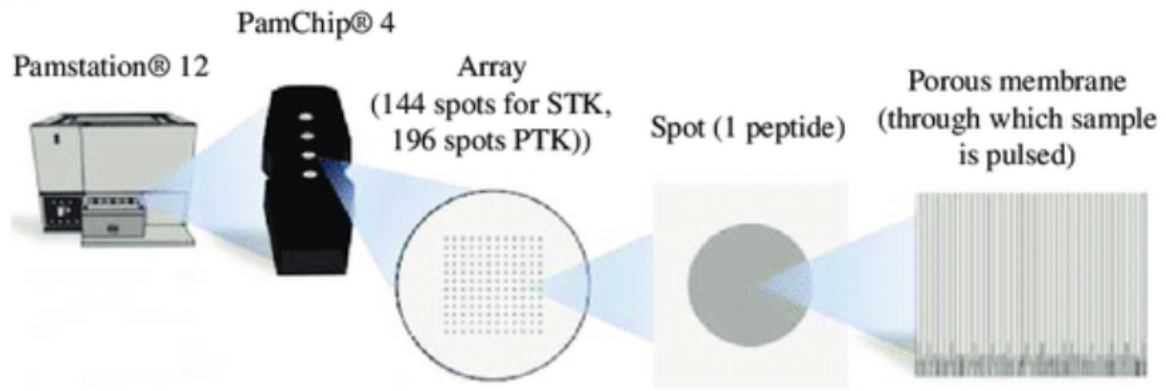 PamChip® 4
Pamstation® 12
Array
(144 spots for STK,
196 spots PTK))
Spot (1 peptide)
Porous membrane
(through which sample
is pulsed)
P